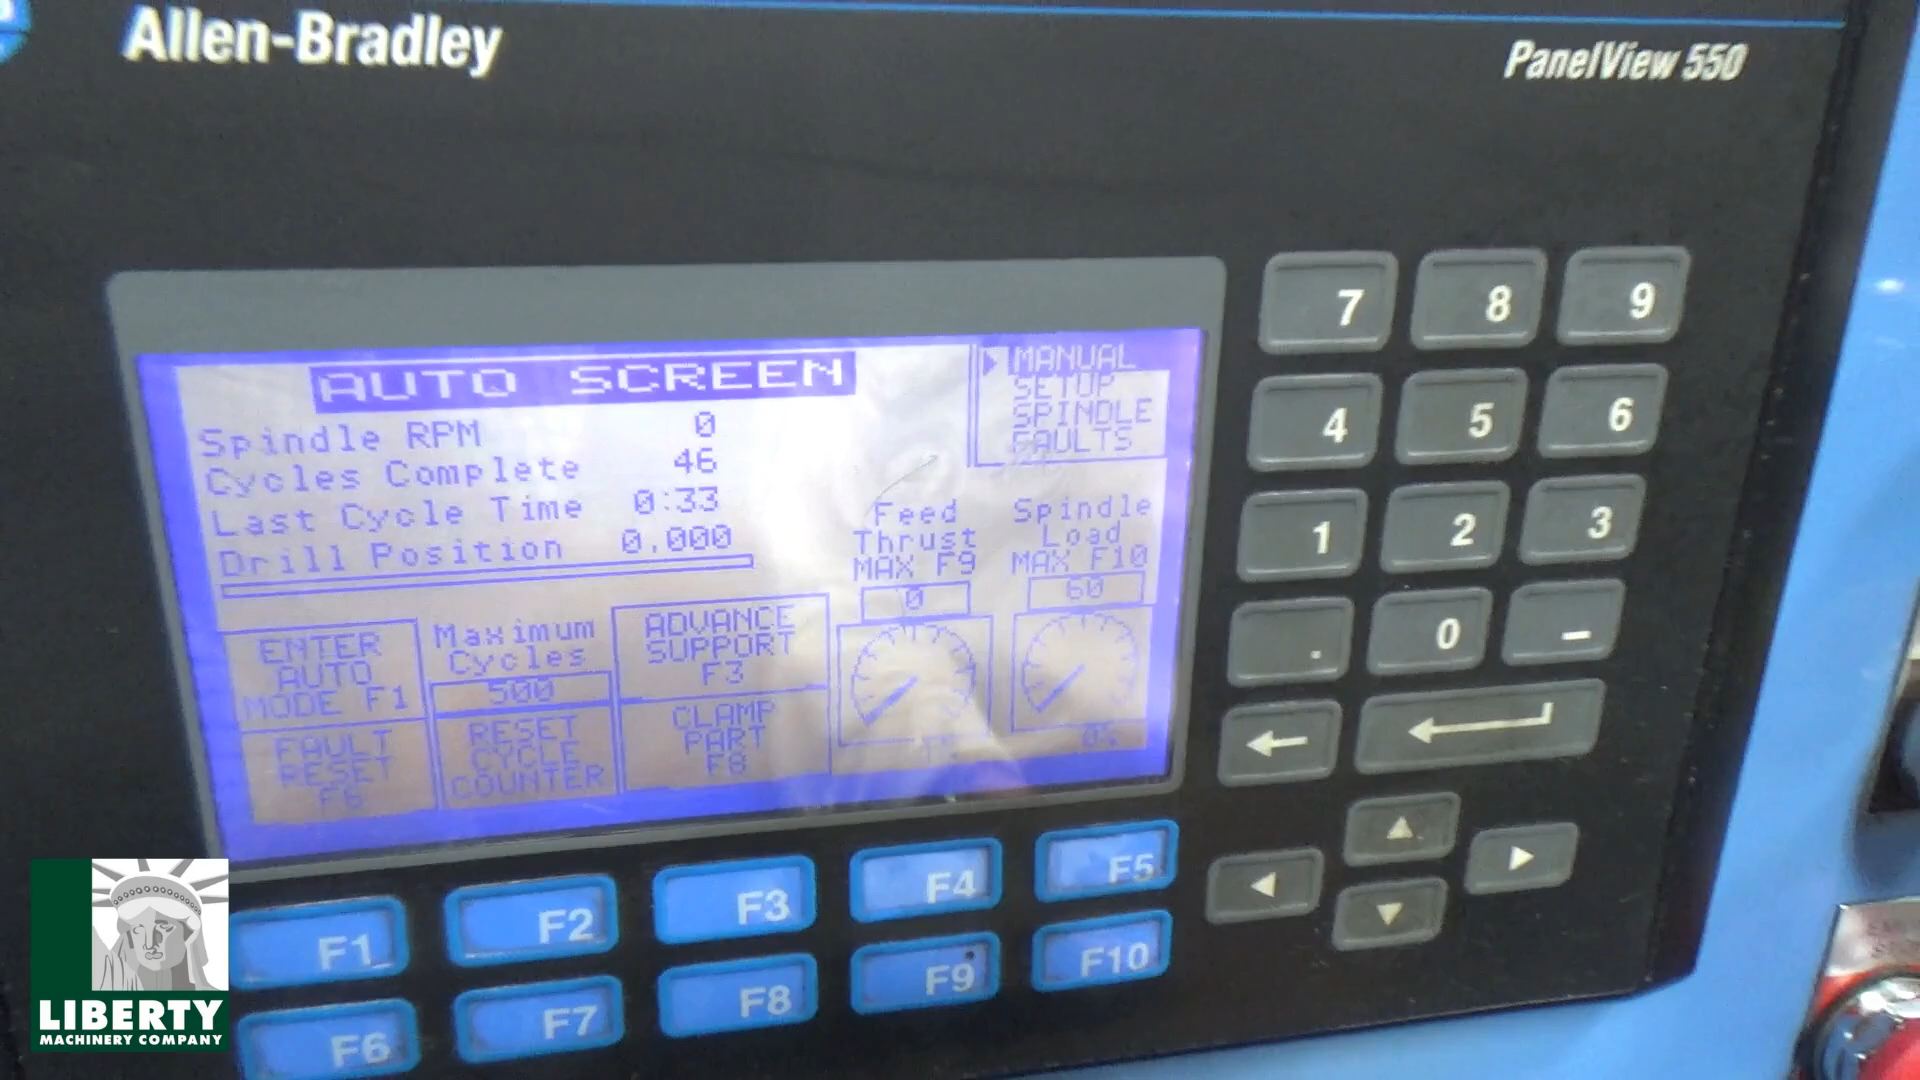 Allen-Bradley
PanelView 550
AUTO SCREEN
Spindle RPM 0
Cycles Complete 46
Last Cycle Time 0:33
Drill Position 0.000
MANUAL
SETUP
SPINDLE
FAULTS
Feed
Thrust
MAX F9
0
Spindle
Load
MAX F10
60
ENTER
AUTO
MODE F1
Maximum
Cycles
500
ADVANCE
SUPPORT
F3
FAULT
RESET
F6
RESET
CYCLE
COUNTER
CLAMP
PART
F8
0%
7 8 9
4 5 6
1 2 3
. 0 -
F1 F2 F3 F4 F5
F6 F7 F8 F9 F10
LIBERTY
MACHINERY COMPANY